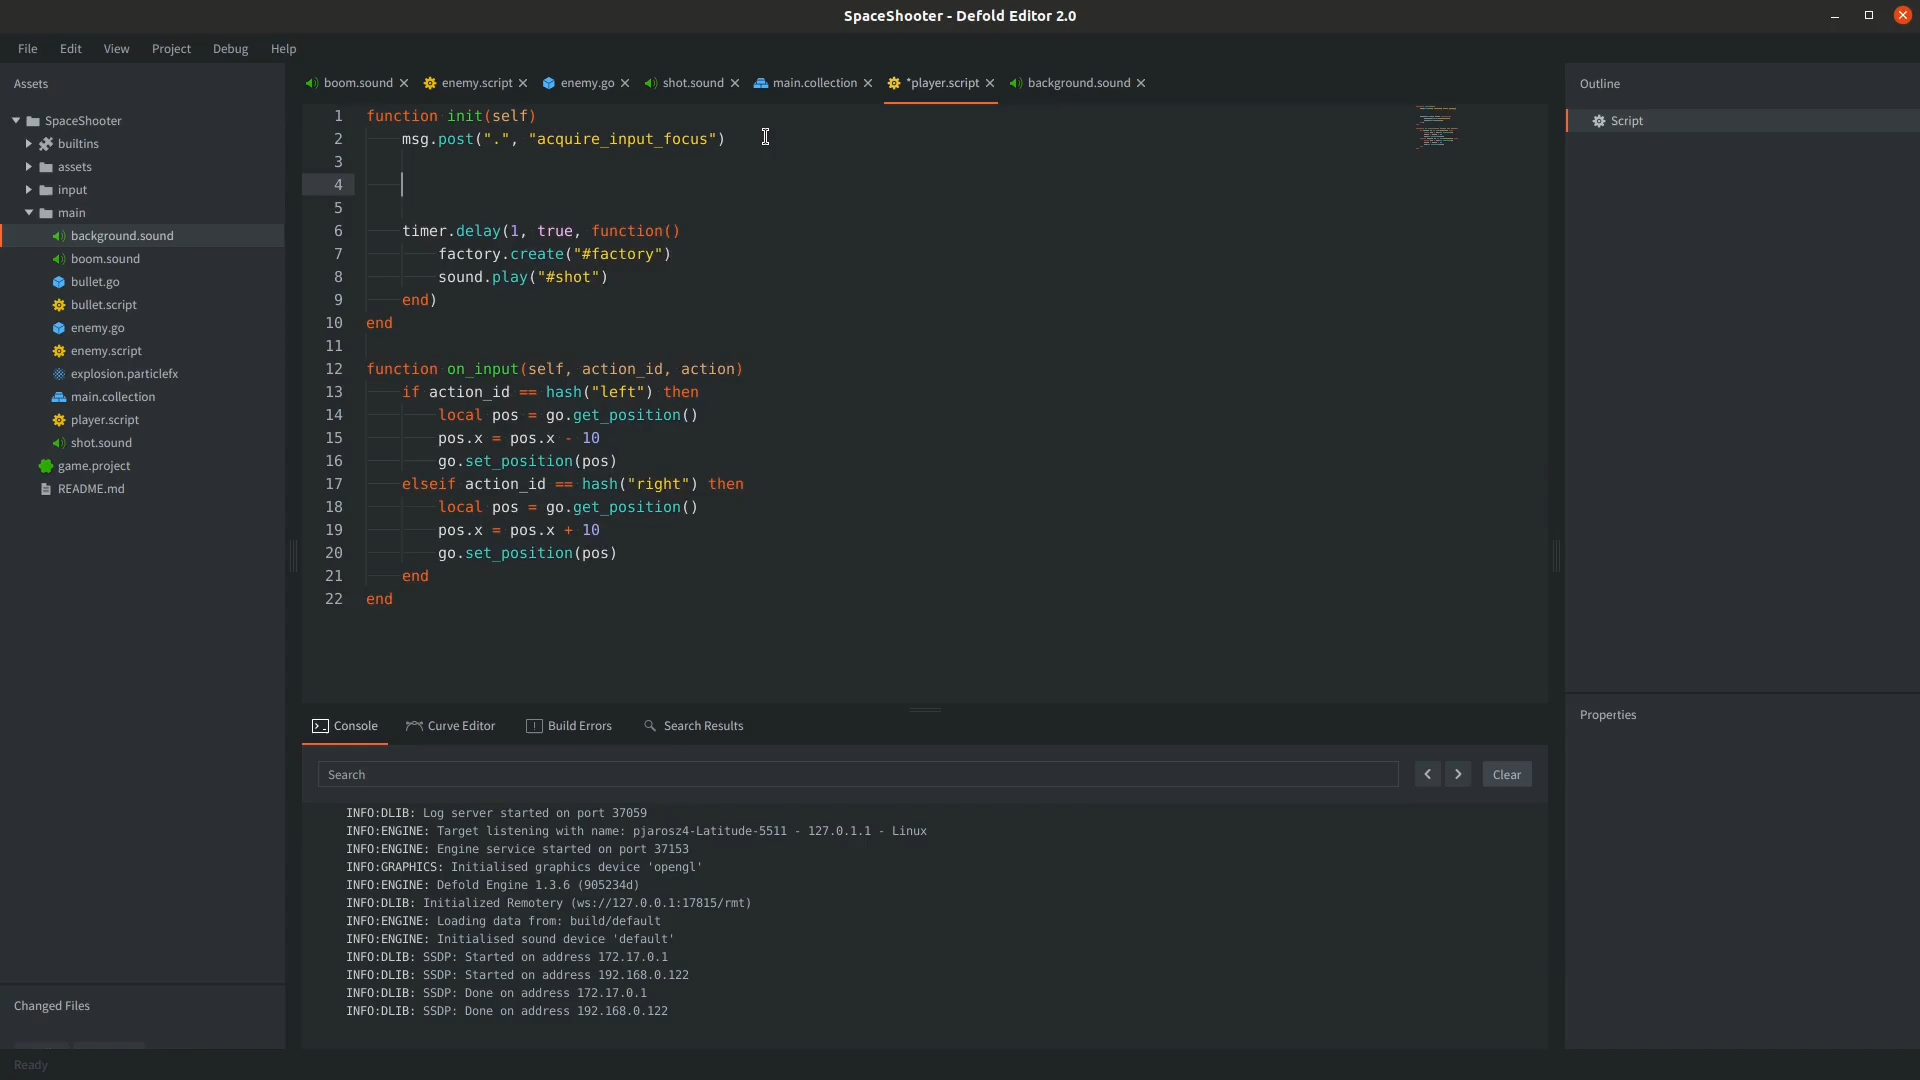 SpaceShooter - Defold Editor 2.0
File Edit View Project Debug Help
Assets
SpaceShooter
builtins
assets
input
main
background.sound
boom.sound
bullet.go
bullet.script
enemy.go
enemy.script
explosion.particlefx
main.collection
player.script
shot.sound
game.project
README.md
Changed Files
Ready
boom.sound enemy.script enemy.go shot.sound main.collection *player.script background.sound
1 function init(self)
2 msg.post(".", "acquire_input_focus")
3
4
5
6 timer.delay(1, true, function()
7 factory.create("#factory")
8 sound.play("#shot")
9 end)
10 end
11
12 function on_input(self, action_id, action)
13 if action_id == hash("left") then
14 local pos = go.get_position()
15 pos.x = pos.x - 10
16 go.set_position(pos)
17 elseif action_id == hash("right") then
18 local pos = go.get_position()
19 pos.x = pos.x + 10
20 go.set_position(pos)
21 end
22 end
Console Curve Editor Build Errors Search Results
Search
Clear
INFO:DLIB: Log server started on port 37059
INFO:ENGINE: Target listening with name: pjarosz4-Latitude-5511 - 127.0.1.1 - Linux
INFO:ENGINE: Engine service started on port 37153
INFO:GRAPHICS: Initialised graphics device 'opengl'
INFO:ENGINE: Defold Engine 1.3.6 (905234d)
INFO:DLIB: Initialized Remotery (ws://127.0.0.1:17815/rmt)
INFO:ENGINE: Loading data from: build/default
INFO:ENGINE: Initialised sound device 'default'
INFO:DLIB: SSDP: Started on address 172.17.0.1
INFO:DLIB: SSDP: Started on address 192.168.0.122
INFO:DLIB: SSDP: Done on address 172.17.0.1
INFO:DLIB: SSDP: Done on address 192.168.0.122
Outline
Script
Properties